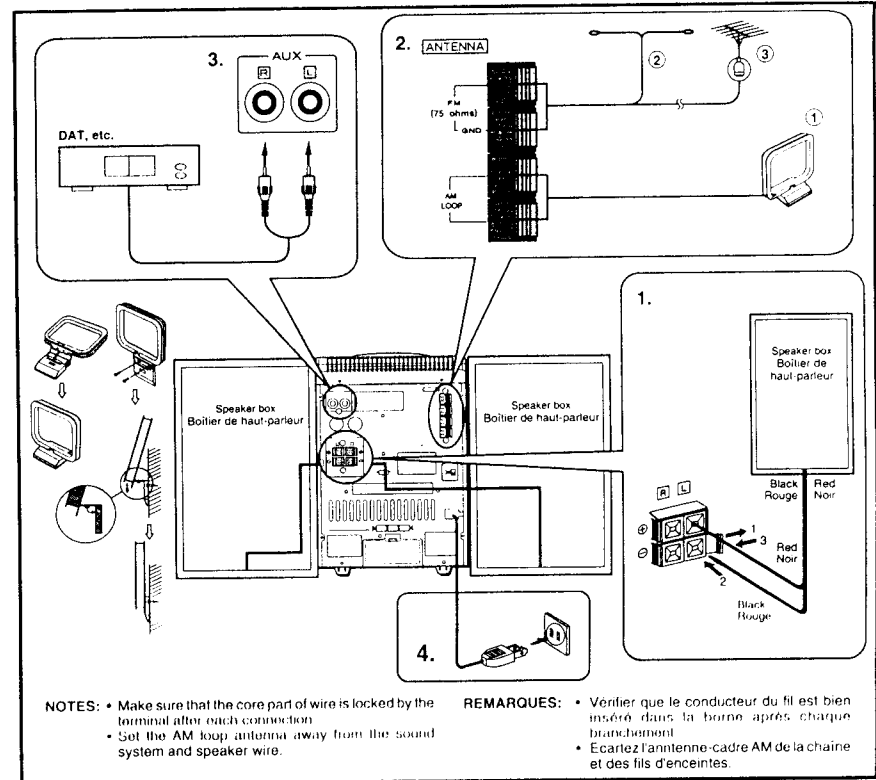 3.
AUX
R L
DAT, etc.
2. ANTENNA
FM
(75 ohms)
GND
AM
LOOP
2
3
1
1.
Speaker box
Boîtier de
haut-parleur
Black Red
Rouge Noir
R L
⊕
⊖
1
3
2
Red
Noir
Black
Rouge
Speaker box
Boîtier de haut-parleur
Speaker box
Boîtier de haut-parleur
4.
NOTES: • Make sure that the core part of wire is locked by the
terminal after each connection
• Set the AM loop antenna away from the sound
system and speaker wire.
REMARQUES: • Vérifier que le conducteur du fil est bien
inséré dans la borne après chaque
branchement
• Ecartez l'anntenne-cadre AM de la chaîne
et des fils d'enceintes.